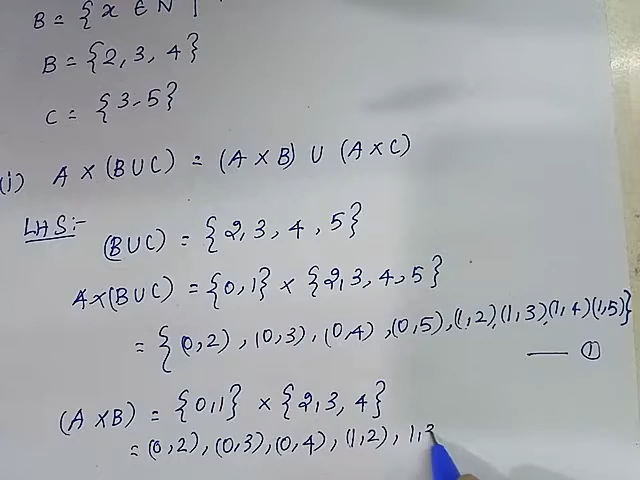 B = { x ∈ N |
B = {2, 3, 4}
C = {3-5}
(i) A × (B ∪ C) = (A × B) ∪ (A × C)
LHS:-
(B ∪ C) = {2, 3, 4, 5}
A×(B∪C) = {0, 1} × {2, 3, 4, 5}
= {(0,2), (0,3), (0,4), (0,5), (1,2), (1,3), (1,4) (1,5)}
—— ①
(A × B) = {0, 1} × {2, 3, 4}
= (0,2), (0,3), (0,4), (1,2), 1,3